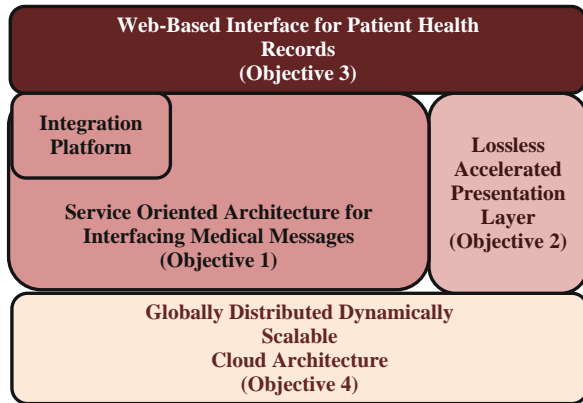 Web-Based Interface for Patient Health
Records
(Objective 3)
Integration
Platform
Service Oriented Architecture for
Interfacing Medical Messages
(Objective 1)
Lossless
Accelerated
Presentation
Layer
(Objective 2)
Globally Distributed Dynamically
Scalable
Cloud Architecture
(Objective 4)